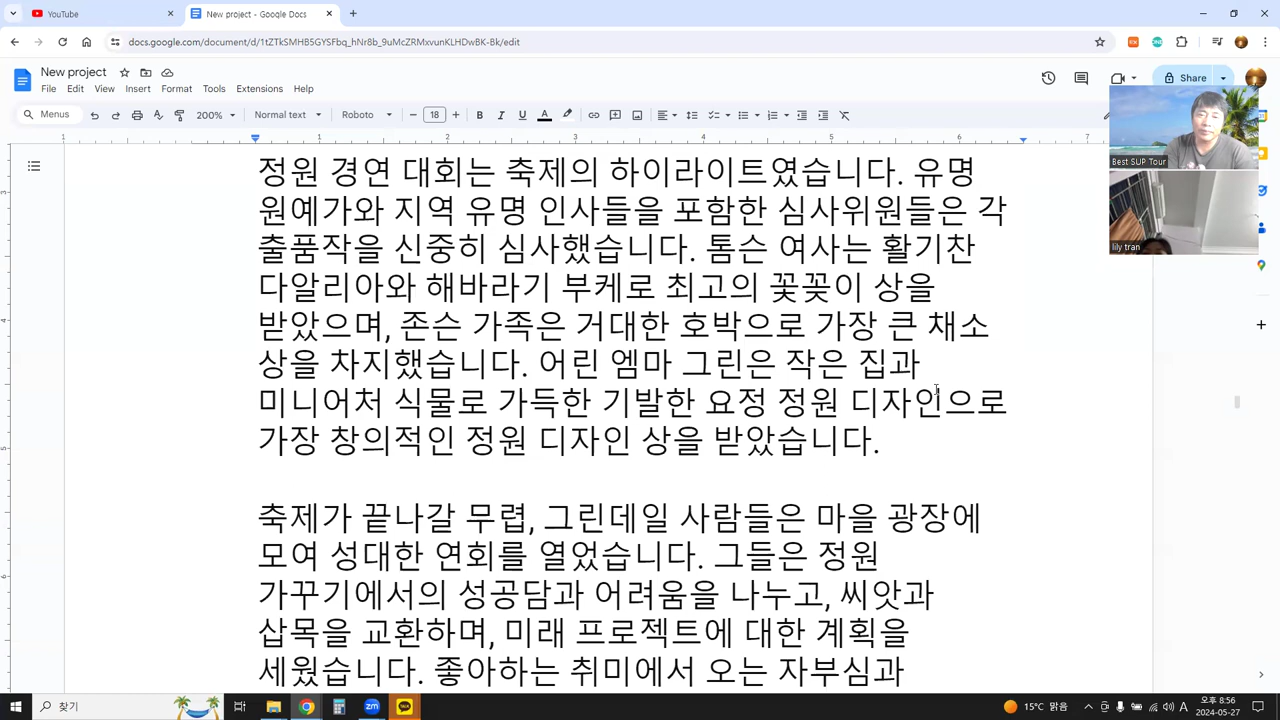 YouTube
New project - Google Docs
docs.google.com/document/d/1tZTkSMHB5GYSFbq_hNr8b_9uMcZRMxvunKLHDwBK-Bk/edit
New project
Share
File Edit View Insert Format Tools Extensions Help
Menus 200% Normal text Roboto 18 B I U A
1 1 2 3 4 5 6 7
Best SUP Tour
lily tran
정원 경연 대회는 축제의 하이라이트였습니다. 유명
원예가와 지역 유명 인사들을 포함한 심사위원들은 각
출품작을 신중히 심사했습니다. 톰슨 여사는 활기찬
다알리아와 해바라기 부케로 최고의 꽃꽂이 상을
받았으며, 존슨 가족은 거대한 호박으로 가장 큰 채소
상을 차지했습니다. 어린 엠마 그린은 작은 집과
미니어처 식물로 가득한 기발한 요정 정원 디자인으로
가장 창의적인 정원 디자인 상을 받았습니다.
축제가 끝나갈 무렵, 그린데일 사람들은 마을 광장에
모여 성대한 연회를 열었습니다. 그들은 정원
가꾸기에서의 성공담과 어려움을 나누고, 씨앗과
삽목을 교환하며, 미래 프로젝트에 대한 계획을
세웠습니다. 좋아하는 취미에서 오는 자부심과
찾기
15℃ 맑음
A
오후 8:56
2024-05-27